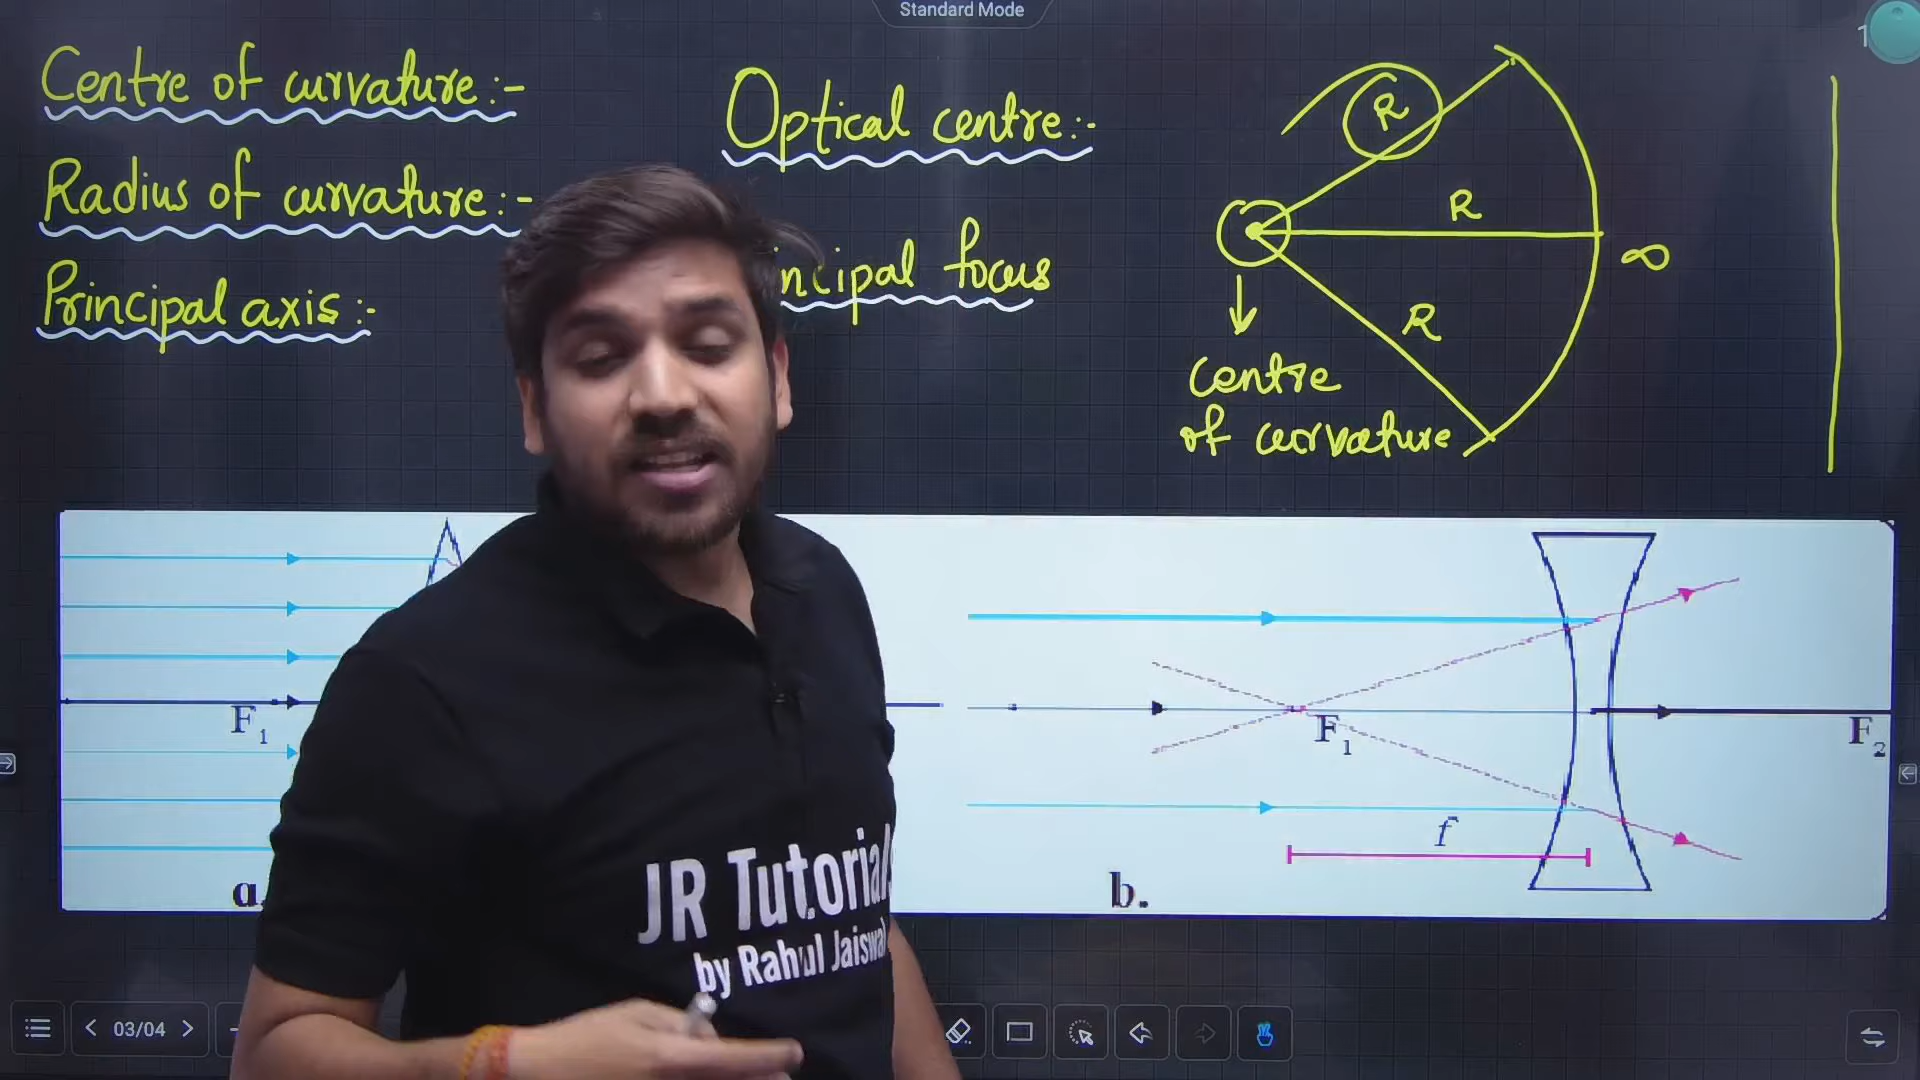 Standard Mode
1
Centre of curvature:-
Radius of curvature:-
Principal axis:-
Optical centre:-
focus
R
R
R
∞
centre
of curvature
F₁
a.
F₁
F₂
f
b.
JR Tutorials
by Rahul Jaiswal
03/04